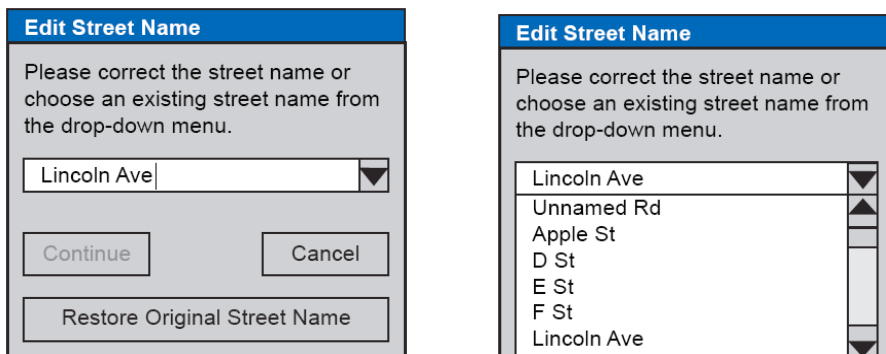 Edit Street Name
Please correct the street name or
choose an existing street name from
the drop-down menu.
Lincoln Ave
Continue
Cancel
Restore Original Street Name
Edit Street Name
Please correct the street name or
choose an existing street name from
the drop-down menu.
Lincoln Ave
Unnamed Rd
Apple St
D St
E St
F St
Lincoln Ave